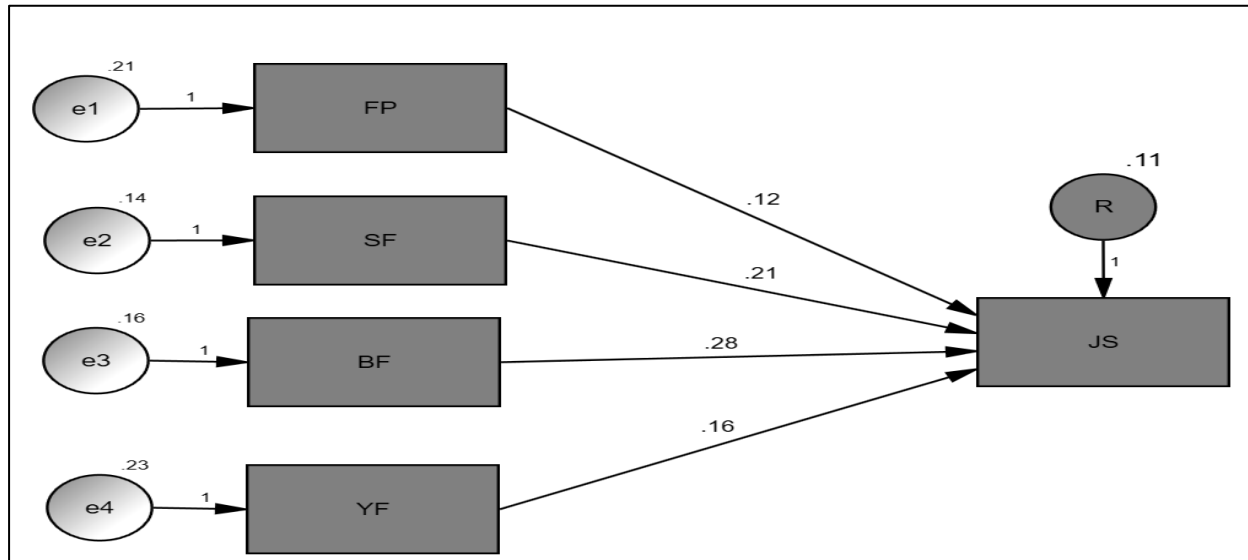 .21
e1
1
FP
.12
.11
R
1
.14
e2
1
SF
.21
JS
.16
e3
1
BF
.28
.23
e4
1
YF
.16